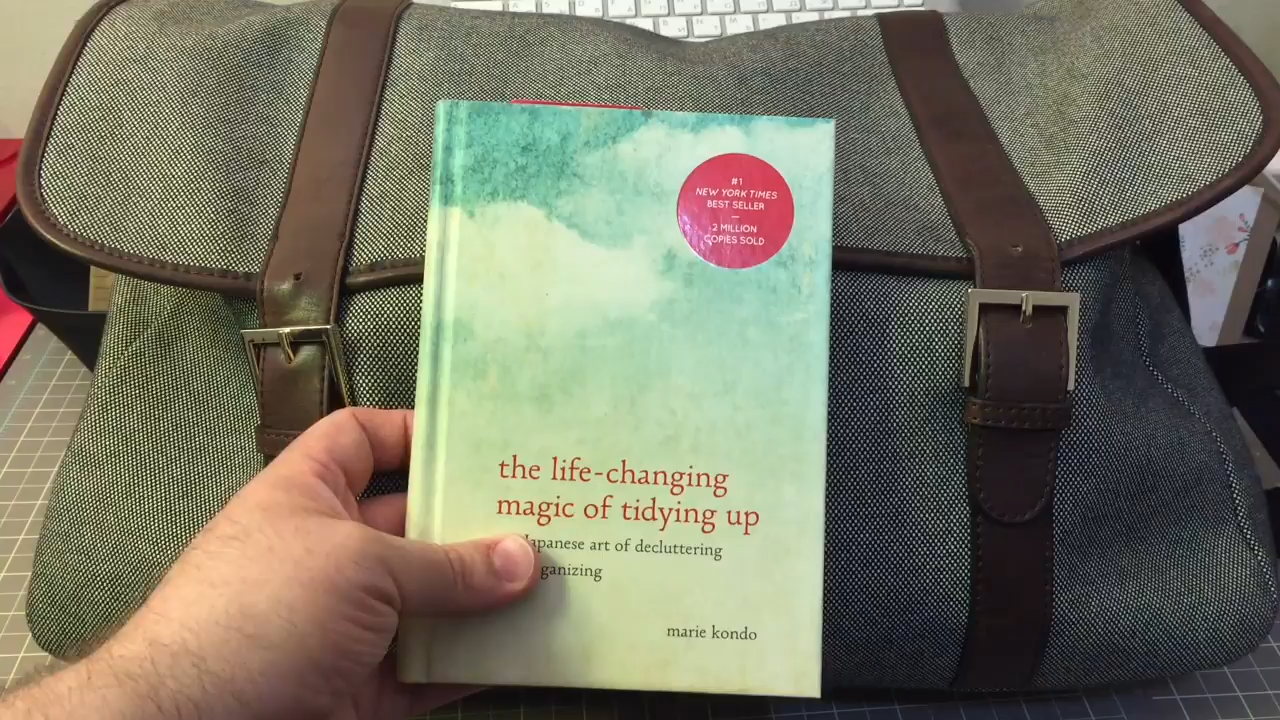 #1
NEW YORK TIMES
BEST SELLER
2 MILLION
COPIES SOLD
the life-changing
magic of tidying up
Japanese art of decluttering
ganizing
marie kondo